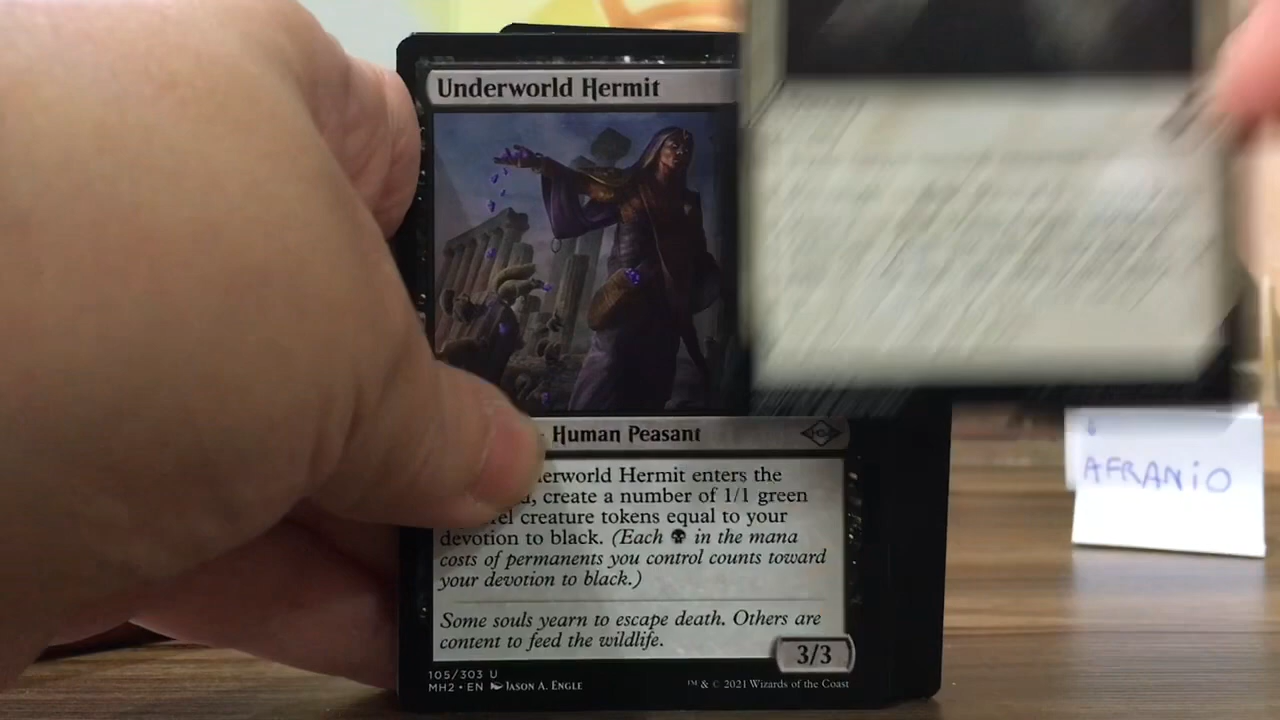 Underworld Hermit
Human Peasant
Hermit enters the
create a number of 1/1 green
creature tokens equal to your
devotion to black. (Each in the mana
costs of permanents you control counts toward
your devotion to black.)
Some souls yearn to escape death. Others are
content to feed the wildlife.
3/3
105/303 U
MH2 • EN JASON A. ENGLE
™ & © 2021 Wizards of the Coast
AFRANIO